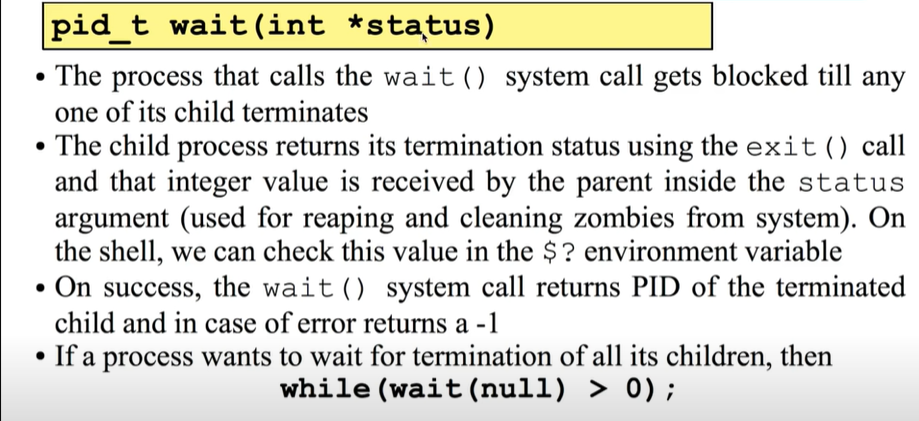 pid_t wait(int *status)
• The process that calls the wait() system call gets blocked till any
one of its child terminates
• The child process returns its termination status using the exit() call
and that integer value is received by the parent inside the status
argument (used for reaping and cleaning zombies from system). On
the shell, we can check this value in the $? environment variable
• On success, the wait() system call returns PID of the terminated
child and in case of error returns a -1
• If a process wants to wait for termination of all its children, then
while(wait(null) > 0);